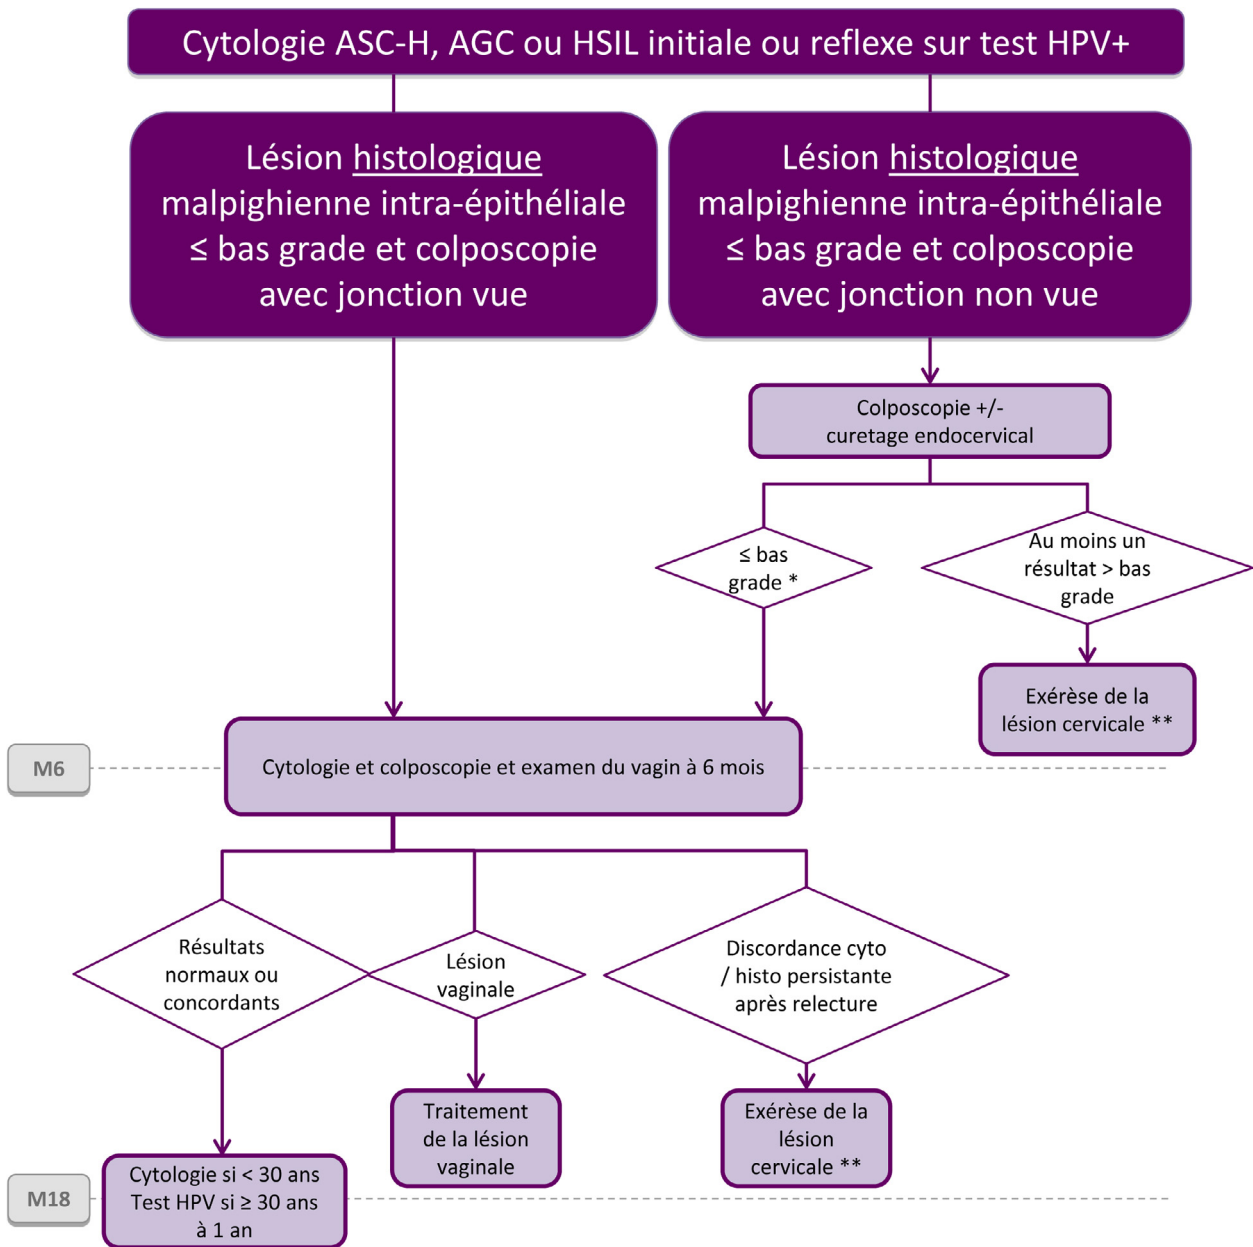 Cytologie ASC-H, AGC ou HSIL initiale ou reflexe sur test HPV+
Lésion histologique
malpighienne intra-épithéliale
≤ bas grade et colposcopie
avec jonction vue
Lésion histologique
malpighienne intra-épithéliale
≤ bas grade et colposcopie
avec jonction non vue
Colposcopie +/-
curetage endocervical
≤ bas
grade *
Au moins un
résultat > bas
grade
Exérèse de la
lésion cervicale **
M6
Cytologie et colposcopie et examen du vagin à 6 mois
Résultats
normaux ou
concordants
Lésion
vaginale
Discordance cyto
/ histo persistante
après relecture
Traitement
de la lésion
vaginale
Exérèse de la
lésion
cervicale **
M18
Cytologie si < 30 ans
Test HPV si ≥ 30 ans
à 1 an